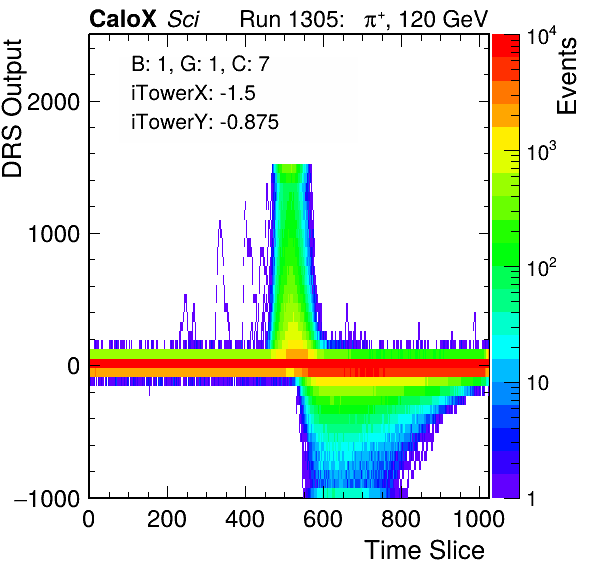 CaloX Sci Run 1305: π⁺, 120 GeV
B: 1, G: 1, C: 7
iTowerX: -1.5
iTowerY: -0.875
DRS Output
2000
1000
0
−1000
0 200 400 600 800 1000
Time Slice
Events
10⁴
10³
10²
10
1